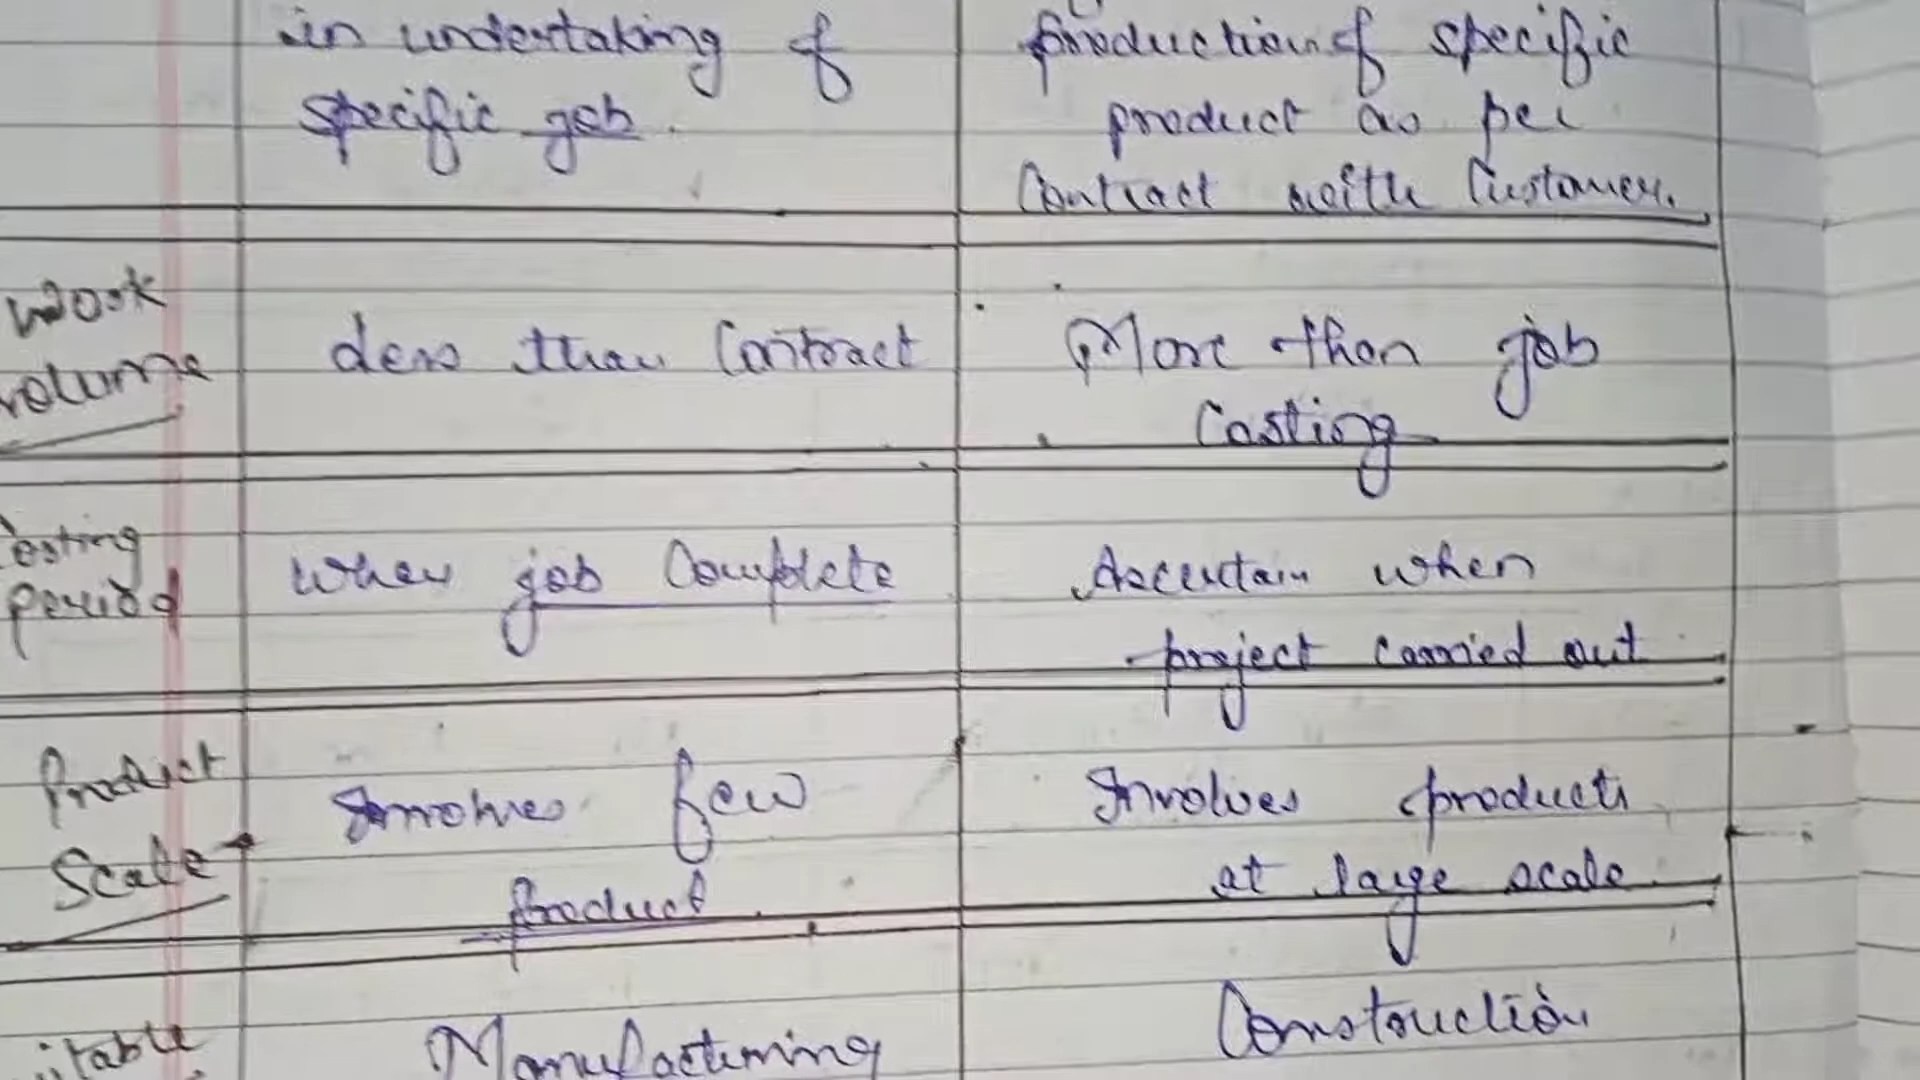 in undertaking of
specific job.
production of specific
product as per
Contract with Customer.
Work
volume
Less than Contract
More than job
Costing
Costing
period
When job Complete
Ascertain when
project carried out
Product
Scale
Involves few
product.
Involves products
at large scale
Manufacturing
Construction